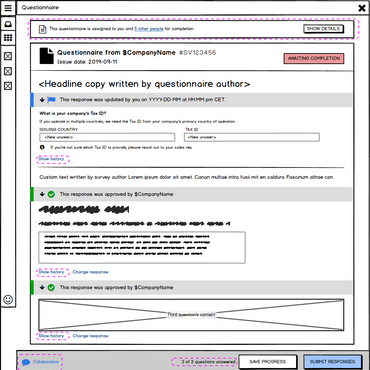 Questionnaire
This questionnaire is assigned to you and 5 other people for completion.
SHOW DETAILS
Questionnaire from $CompanyName #SV123456
Issue date: 2019-09-11
AWAITING COMPLETION
<Headline copy written by questionnaire author>
This response was updated by you on YYYY-DD-MM at HH:MM pm CET.
What is your company's Tax ID?
If you operate in multiple countries, we need the Tax ID from your company's primary country of operation.
ISSUING COUNTRY
TAX ID
<New answer>
<New answer>
If you're not sure which Tax ID to provide, please reach out to your sales rep.
Show history
Custom text written by survey author. Lorem ipsum dolor sit amet. Canon multae intra fusii mit en caldura Fascinum altrae con.
This response was approved by $CompanyName
Show history
Change response
This response was approved by $CompanyName
Third question's content
Show history
Change response
Collaboration
3 of 3 questions answered
SAVE PROGRESS
SUBMIT RESPONSES